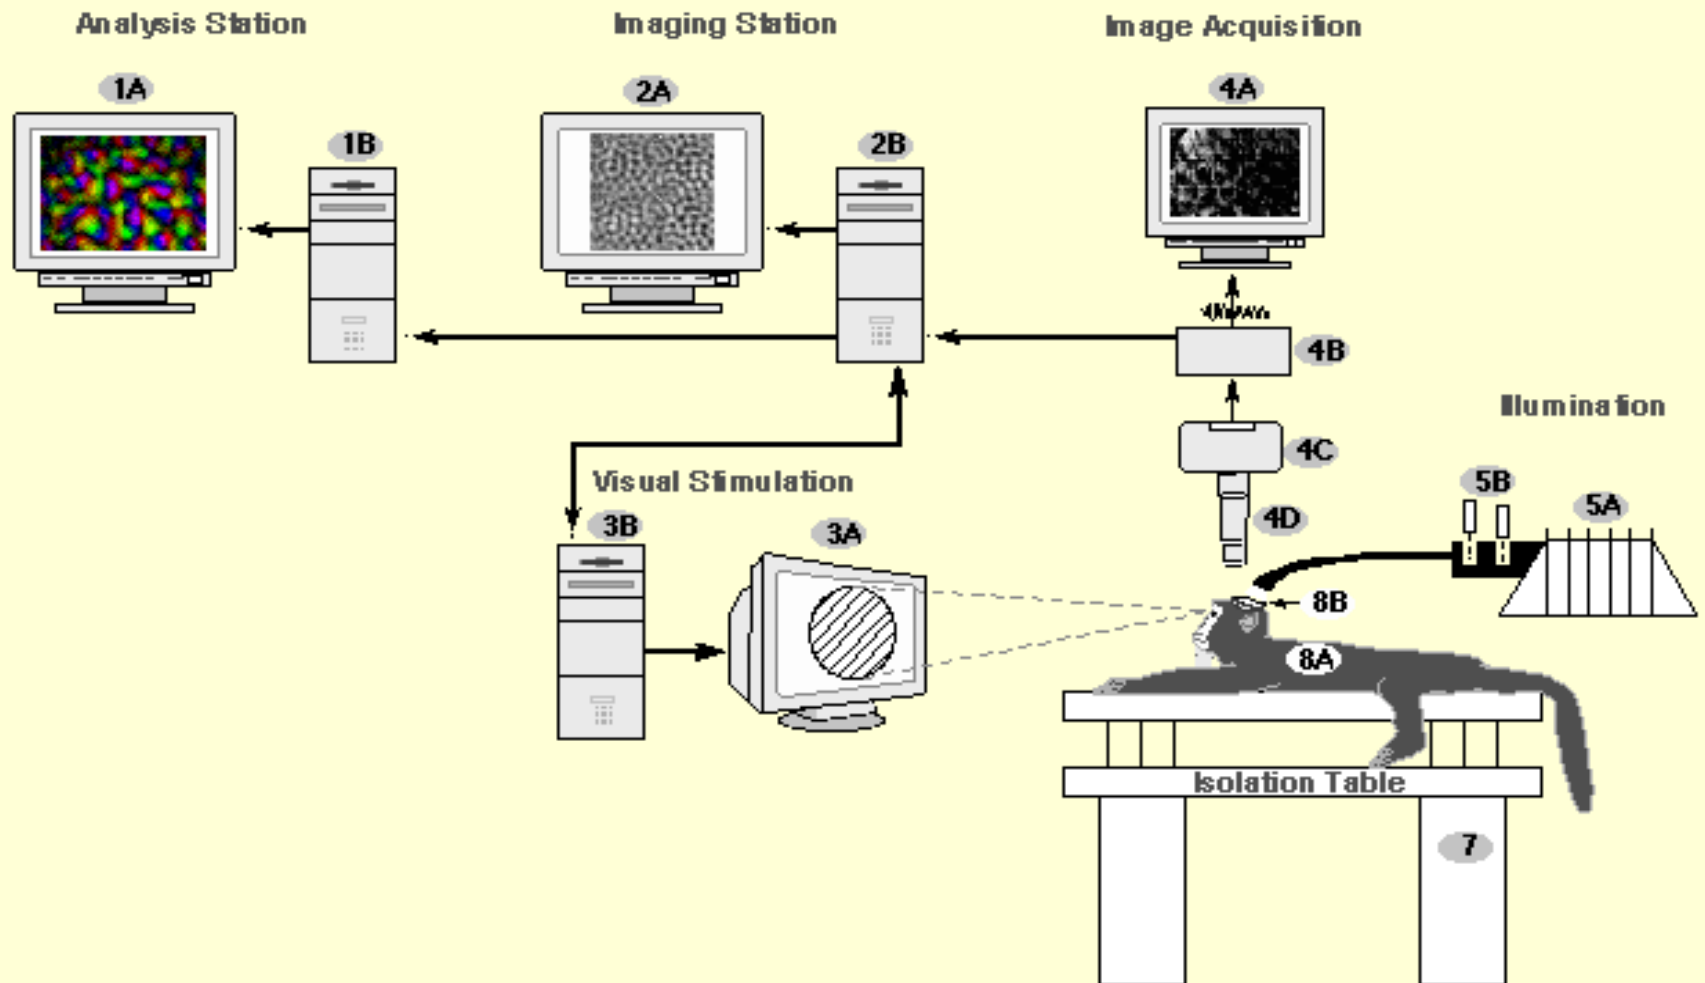 Analysis Station
Imaging Station
Image Acquisition
1A
2A
4A
1B
2B
4B
Illumination
4C
Visual Stimulation
5B
5A
3B
3A
4D
8B
8A
Isolation Table
7